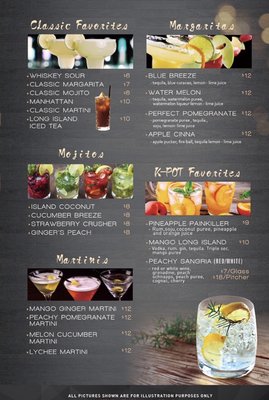 Classic Favorites
WHISKEY SOUR $6
CLASSIC MARGARITA $7
CLASSIC MOJITO $8
MANHATTAN $10
CLASSIC MARTINI
LONG ISLAND $10
ICED TEA
Mojitos
ISLAND COCONUT $8
CUCUMBER BREEZE $8
STRAWBERRY CRUSHER $8
GINGER'S PEACH $8
Martinis
MANGO GINGER MARTINI $12
PEACHY POMEGRANATE $12
MARTINI
MELON CUCUMBER $12
MARTINI
LYCHEE MARTINI $12
Margaritas
BLUE BREEZE $12
- tequila, blue curacao, lemon - lime juice
WATER MELON $12
- tequila, watermelon puree,
watermelon liqueur lemon - lime juice
PERFECT POMEGRANATE $12
- pomegranate puree, tequila,
lemon - lime juice
APPLE CINNA $12
- apple pucker, fire ball, tequila lemon - lime juice
K-POT Favorites
PINEAPPLE PAINKILLER $9
- Rum, coconut puree, pineapple
and orange juice
MANGO LONG ISLAND $10
- Vodka, rum, gin, tequila, Triple sec,
mango puree
PEACHY SANGRIA (RED/WHITE)
- red or white wine, $7/Glass
peach $16/Pitcher
schnapps, peach puree,
cognac, cherry
ALL PICTURES SHOWN ARE FOR ILLUSTRATION PURPOSES ONLY